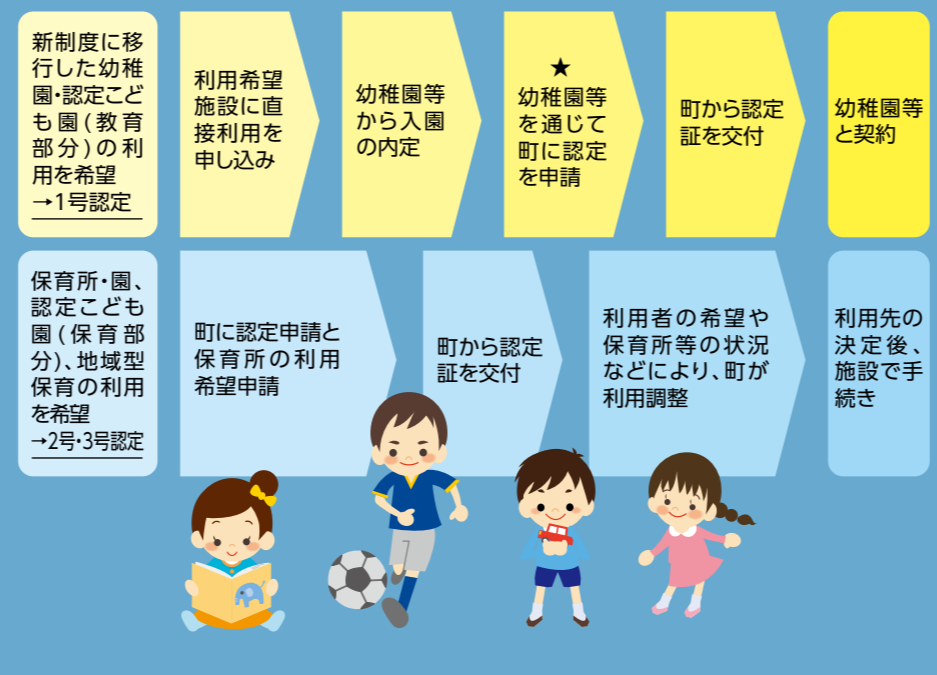 新制度に移
行した幼稚
園・認定こど
も園(教育
部分)の利
用を希望
→1号認定
利用希望
施設に直
接利用を
申し込み
幼稚園等
から入園
の内定
★
幼稚園等
を通じて
町に認定
を申請
町から認定
証を交付
幼稚園等
と契約
保育所・園、
認定こども
園(保育部
分)、地域型
保育の利用
を希望
→2号・3号認定
町に認定申請と
保育所の利用
希望申請
町から認定
証を交付
利用者の希望や
保育所等の状況
などにより、町が
利用調整
利用先の
決定後、
施設で手
続き